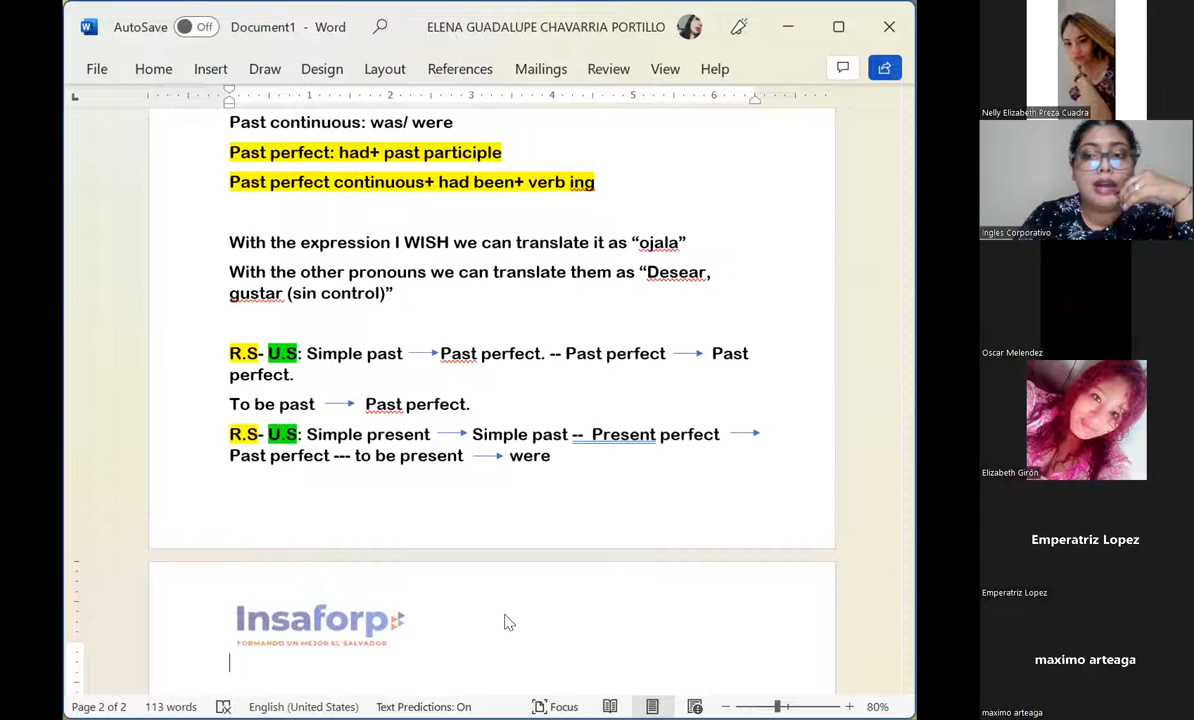 AutoSave Off Document1 - Word ELENA GUADALUPE CHAVARRIA PORTILLO
File Home Insert Draw Design Layout References Mailings Review View Help
1 2 3 4 5 6
Past continuous: was/ were
Past perfect: had+ past participle
Past perfect continuous+ had been+ verb ing
With the expression I WISH we can translate it as “ojala”
With the other pronouns we can translate them as “Desear,
gustar (sin control)”
R.S- U.S: Simple past Past perfect. -- Past perfect Past
perfect.
To be past Past perfect.
R.S- U.S: Simple present Simple past -- Present perfect
Past perfect --- to be present were
Insaforp
FORMANDO UN MEJOR EL SALVADOR
Page 2 of 2 113 words English (United States) Text Predictions: On Focus 80%
Nelly Elizabeth Preza Cuadra
Ingles Corporativo
Oscar Melendez
Elizabeth Girón
Emperatriz Lopez
Emperatriz Lopez
maximo arteaga
maximo arteaga